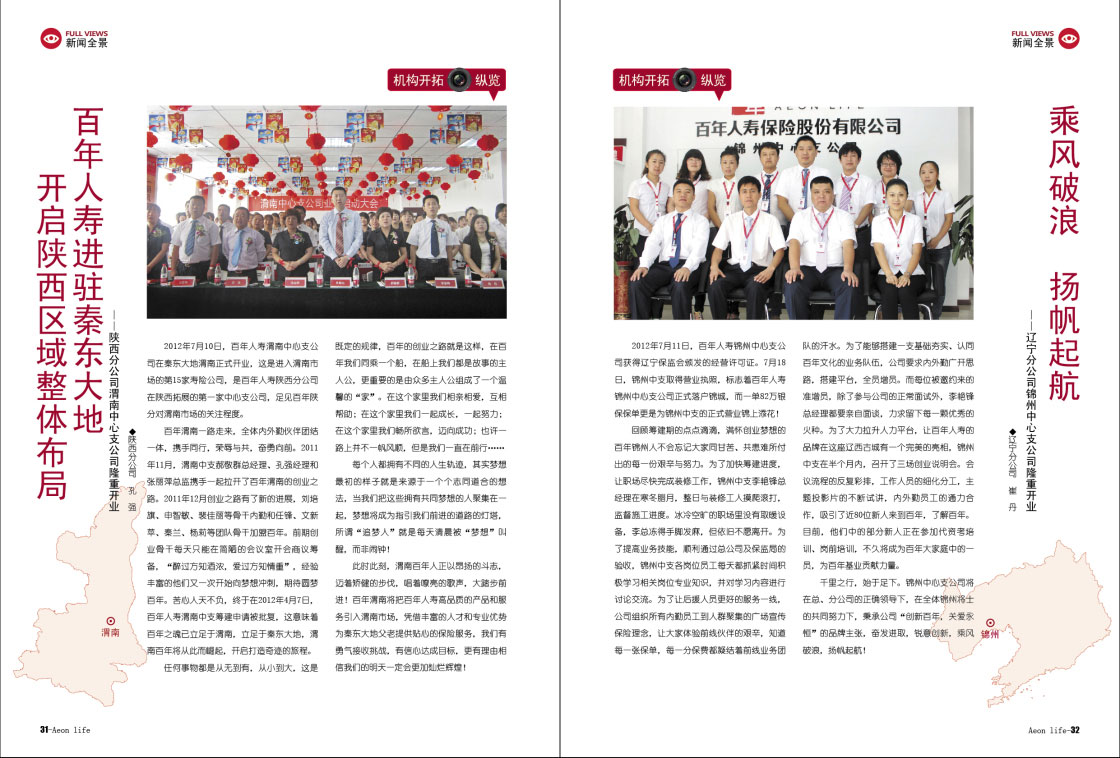 FULL VIEWS
新闻全景
机构开拓 纵览
百年人寿进驻秦东大地
开启陕西区域整体布局
——陕西分公司渭南中心支公司隆重开业
◆陕西分公司 孔 强
渭南中心支公司业 启动大会
2012年7月10日，百年人寿渭南中心支公
司在秦东大地渭南正式开业，这是进入渭南市
场的第15家寿险公司，是百年人寿陕西分公司
在陕西拓展的第一家中心支公司，足见百年陕
分对渭南市场的关注程度。
百年渭南一路走来，全体内外勤伙伴团结
一体，携手同行，荣辱与共，奋勇向前。2011
年11月，渭南中支郝敬群总经理、孔强经理和
张丽萍总监携手一起拉开了百年渭南的创业之
路。2011年12月创业之路有了新的进展，刘培
旗、申智敏、裴佳丽等骨干内勤和任锋、文新
苹、秦兰、杨莉等团队骨干加盟百年。前期创
业骨干每天只能在简陋的会议室开会商议筹
备，“醉过方知酒浓，爱过方知情重”，经验
丰富的他们又一次开始向梦想冲刺，期待圆梦
百年。苦心人天不负，终于在2012年4月7日，
百年人寿渭南中支筹建申请被批复，这意味着
百年之魂已立足于渭南，立足于秦东大地，渭
南百年将从此而崛起，开启打造奇迹的旅程。
任何事物都是从无到有，从小到大，这是
既定的规律，百年的创业之路就是这样，在百
年我们同乘一个船，在船上我们都是故事的主
人公，更重要的是由众多主人公组成了一个温
馨的“家”。在这个家里我们相亲相爱，互相
帮助；在这个家里我们一起成长，一起努力；
在这个家里我们畅所欲言，迈向成功；也许一
路上并不一帆风顺，但是我们一直在前行……
每个人都拥有不同的人生轨迹，其实梦想
最初的样子就是来源于一个个志同道合的想
法，当我们把这些拥有共同梦想的人聚集在一
起，梦想将成为指引我们前进的道路的灯塔，
所谓“追梦人”就是每天清晨被“梦想”叫
醒，而非闹钟！
此时此刻，渭南百年人正以昂扬的斗志，
迈着矫健的步伐，唱着嘹亮的歌声，大踏步前
进！百年渭南将把百年人寿高品质的产品和服
务引入渭南市场，凭借丰富的人才和专业优势
为秦东大地父老提供贴心的保险服务。我们有
勇气接收挑战，有信心达成目标，更有理由相
信我们的明天一定会更加灿烂辉煌！
渭南
31-Aeon life
FULL VIEWS
新闻全景
机构开拓 纵览
AEON LIFE
百年人寿保险股份有限公司
锦州中心支公司
乘风破浪 扬帆起航
——辽宁分公司锦州中心支公司隆重开业
◆辽宁分公司 董 丹
2012年7月11日，百年人寿锦州中心支公
司获得辽宁保监会颁发的经营许可证。7月18
日，锦州中支取得营业执照，标志着百年人寿
锦州中心支公司正式落户锦城，而一单82万银
保保单更是为锦州中支的正式营业锦上添花！
回顾筹建期的点点滴滴，满怀创业梦想的
百年锦州人不会忘记大家同甘苦、共患难所付
出的每一份艰辛与努力。为了加快筹建进度，
让职场尽快完成装修工作，锦州中支李艳锋总
经理在寒冬腊月，整日与装修工人摸爬滚打，
监督施工进度。冰冷空旷的职场里没有取暖设
备，李总冻得手脚发麻，但依旧不愿离开。为
了提高业务技能，顺利通过总公司及保监局的
验收，锦州中支各岗位员工每天都抓紧时间积
极学习相关岗位专业知识，并对学习内容进行
讨论交流。为了让后援人员更好的服务一线，
公司组织所有内勤员工到人群聚集的广场宣传
保险理念，让大家体验前线伙伴的艰辛，知道
每一张保单，每一分保费都凝结着前线业务团
队的汗水。为了能够搭建一支基础夯实、认同
百年文化的业务队伍，公司要求内外勤广开思
路，搭建平台，全员增员。而每位被邀约来的
准增员，除了参与公司的正常面试外，李艳锋
总经理都要亲自面谈，力求留下每一颗优秀的
火种。为了大力拉升人力平台，让百年人寿的
品牌在这座辽西古城有一个完美的亮相，锦州
中支在半个月内，召开了三场创业说明会。会
议流程的反复彩排，工作人员的细化分工，主
题投影片的不断试讲，内外勤员工的通力合
作，吸引了近80位新人来到百年，了解百年。
目前，他们中的部分新人正在参加代资考培
训、岗前培训，不久将成为百年大家庭中的一
员，为百年基业贡献力量。
千里之行，始于足下。锦州中心支公司将
在总、分公司的正确领导下，在全体锦州将士
的共同努力下，秉承公司“创新百年，关爱永
恒”的品牌主张，奋发进取，锐意创新，乘风
破浪，扬帆起航！
锦州
Aeon life-32